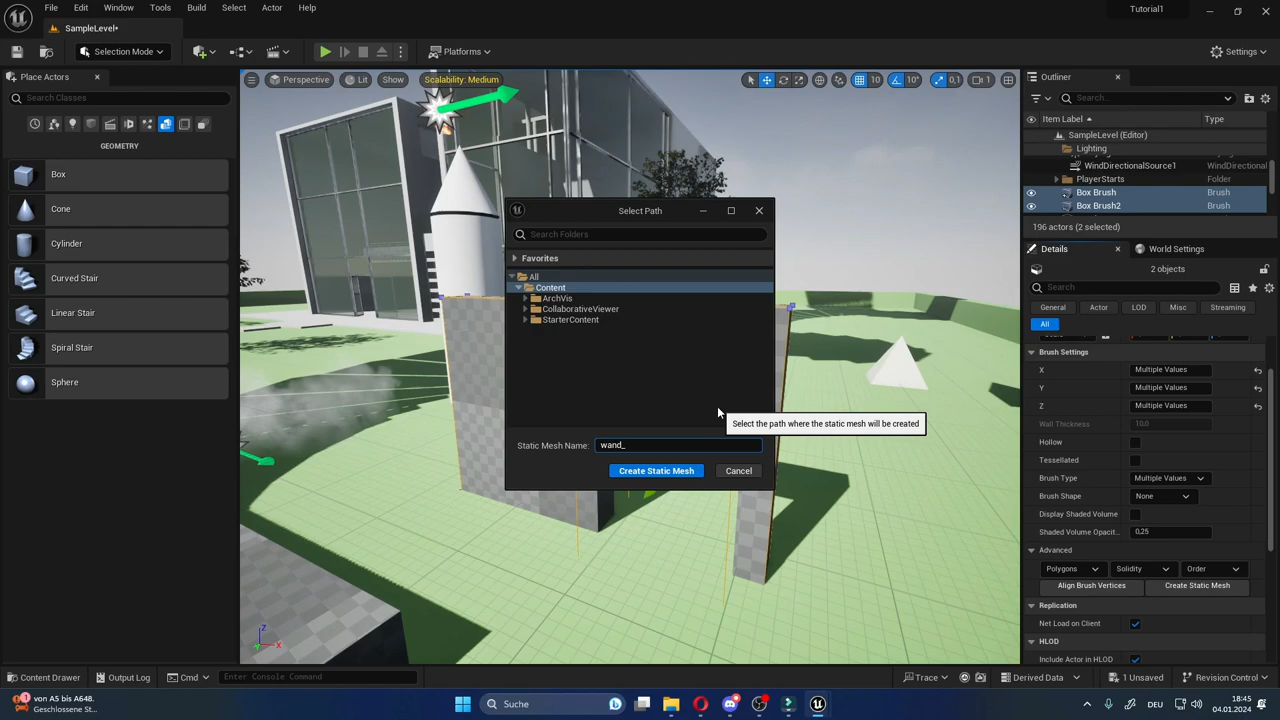 File Edit Window Tools Build Select Actor Help
Tutorial1
SampleLevel*
Selection Mode
Platforms
Settings
Place Actors
Search Classes
GEOMETRY
Box
Cone
Cylinder
Curved Stair
Linear Stair
Spiral Stair
Sphere
Perspective Lit Show Scalability: Medium
10 10° 0,1 1
Select Path
Search Folders
Favorites
All
Content
ArchVis
CollaborativeViewer
StarterContent
Select the path where the static mesh will be created
Static Mesh Name: wand_
Create Static Mesh Cancel
Z
X
Outliner
Search...
Item Label Type
SampleLevel (Editor)
Lighting
WindDirectionalSource1 WindDirectionalS
PlayerStarts Folder
Box Brush Brush
Box Brush2 Brush
196 actors (2 selected)
Details World Settings
2 objects
Search
General Actor LOD Misc Streaming
All
Brush Settings
X Multiple Values
Y Multiple Values
Z Multiple Values
Wall Thickness 10,0
Hollow
Tessellated
Brush Type Multiple Values
Brush Shape None
Display Shaded Volume
Shaded Volume Opacit... 0,25
Advanced
Polygons Solidity Order
Align Brush Vertices Create Static Mesh
Replication
Net Load on Client
HLOD
Include Actor in HLOD
Content Drawer Output Log Cmd Enter Console Command
Trace Derived Data 1 Unsaved Revision Control
von A5 bis A648.
Geschlossene St...
Suche
DEU
18:45
04.01.2024